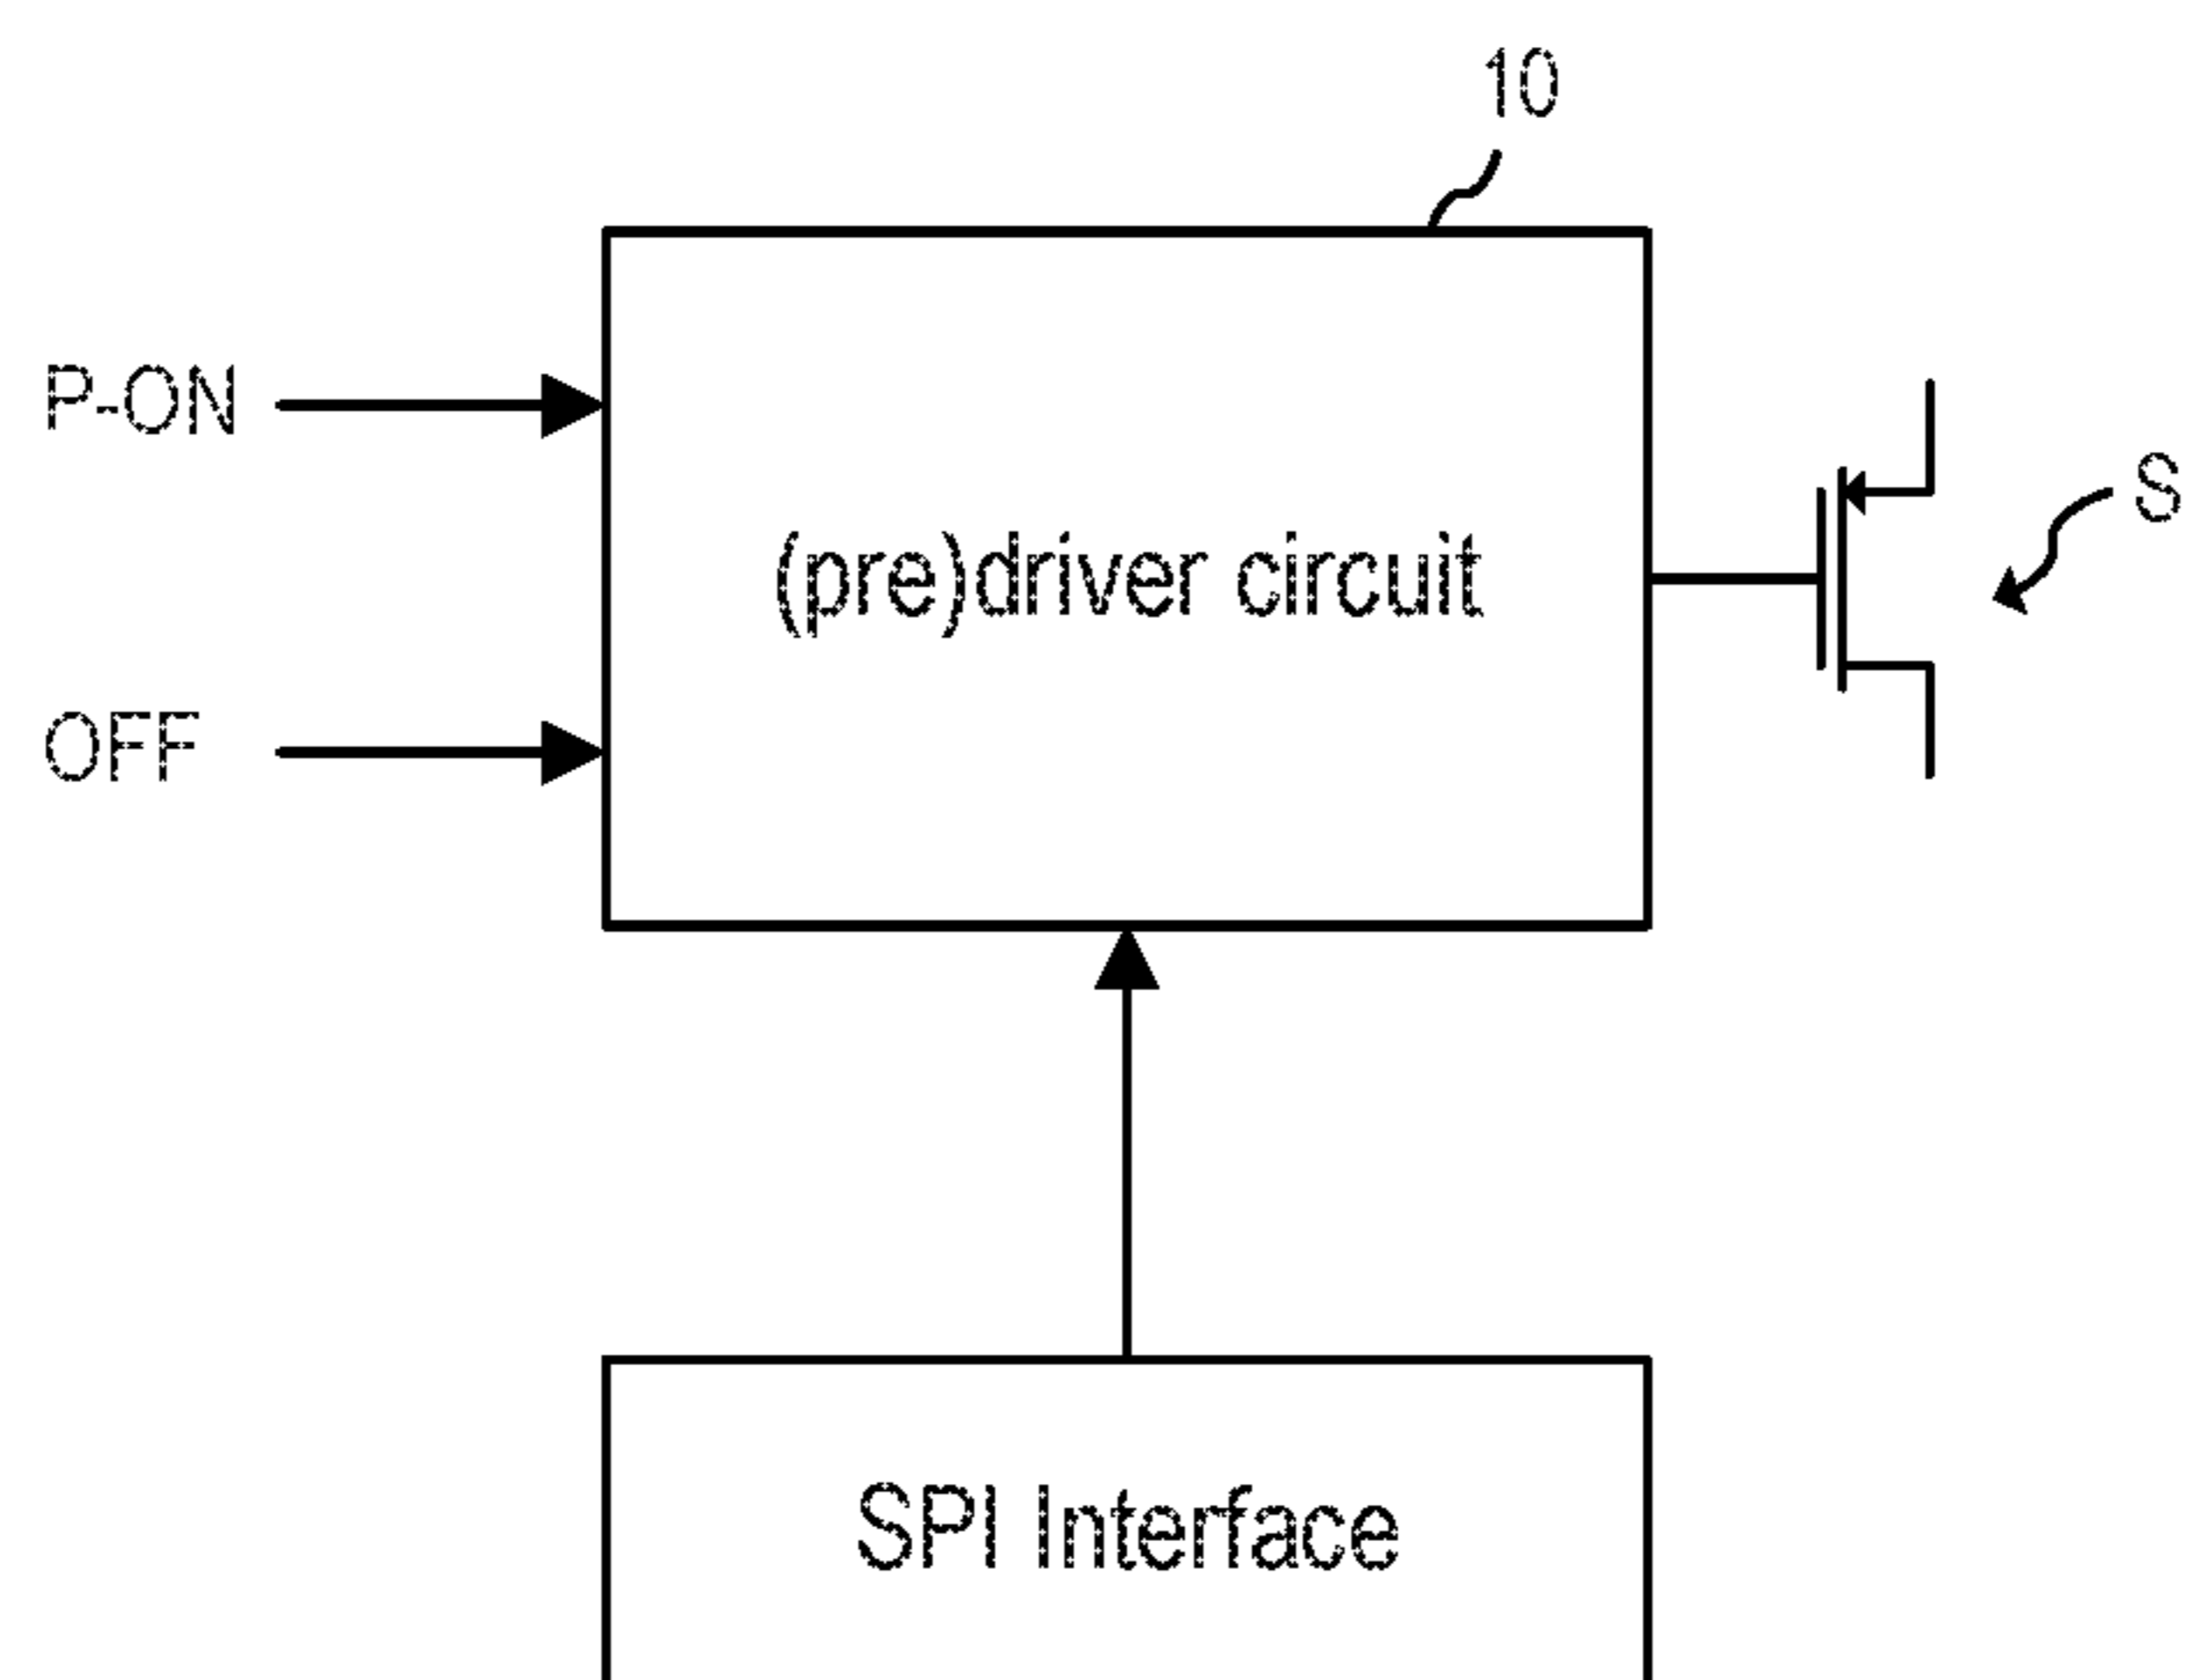 10
P-ON
S
(pre)driver circuit
OFF
SPI Interface